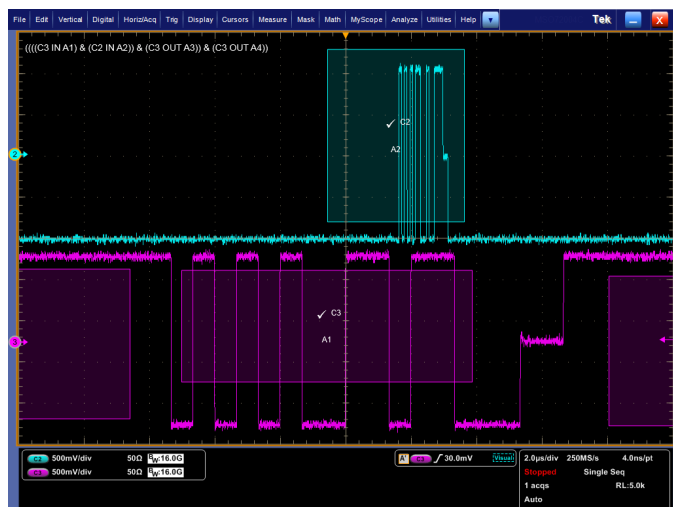 File Edit Vertical Digital Horiz/Acq Trig Display Cursors Measure Mask Math MyScope Analyze Utilities Help Tek X
((((C3 IN A1) & (C2 IN A2)) & (C3 OUT A3)) & (C3 OUT A4))
✓ C2
A2
2
✓ C3
A1
3
C2 500mV/div 50Ω BW:16.0G
C3 500mV/div 50Ω BW:16.0G
A' C3 30.0mV Visual
2.0µs/div 250MS/s 4.0ns/pt
Stopped Single Seq
1 acqs RL:5.0k
Auto